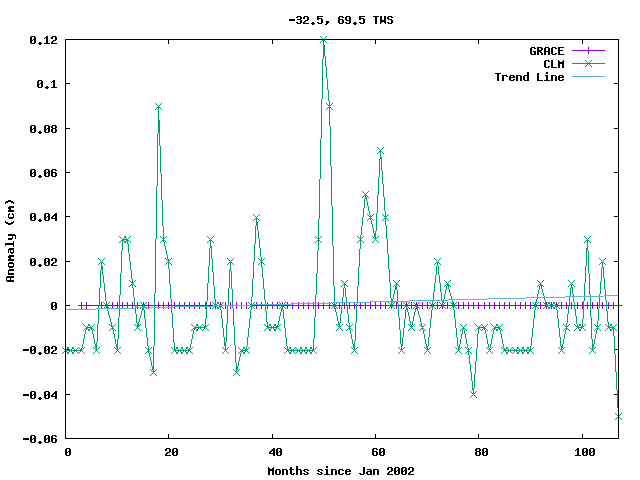 -32.5, 69.5 TWS
GRACE
CLM
Trend Line
0.12
0.1
0.08
0.06
0.04
0.02
0
-0.02
-0.04
-0.06
Anomaly (cm)
0 20 40 60 80 100
Months since Jan 2002